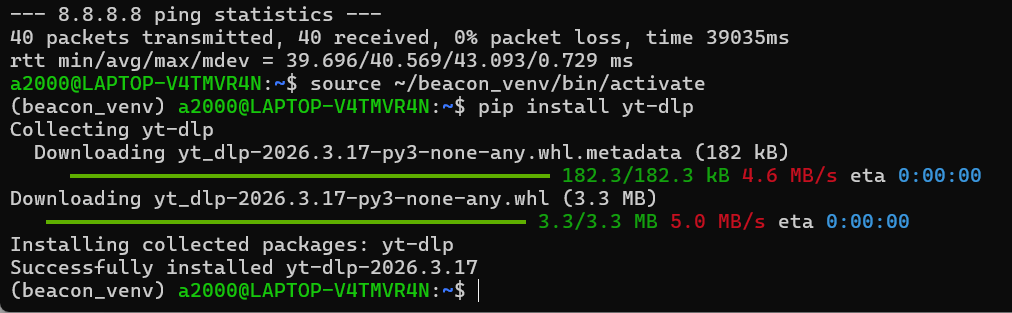 --- 8.8.8.8 ping statistics ---
40 packets transmitted, 40 received, 0% packet loss, time 39035ms
rtt min/avg/max/mdev = 39.696/40.569/43.093/0.729 ms
a2000@LAPTOP-V4TMVR4N:~$ source ~/beacon_venv/bin/activate
(beacon_venv) a2000@LAPTOP-V4TMVR4N:~$ pip install yt-dlp
Collecting yt-dlp
  Downloading yt_dlp-2026.3.17-py3-none-any.whl.metadata (182 kB)
182.3/182.3 kB 4.6 MB/s eta 0:00:00
Downloading yt_dlp-2026.3.17-py3-none-any.whl (3.3 MB)
3.3/3.3 MB 5.0 MB/s eta 0:00:00
Installing collected packages: yt-dlp
Successfully installed yt-dlp-2026.3.17
(beacon_venv) a2000@LAPTOP-V4TMVR4N:~$